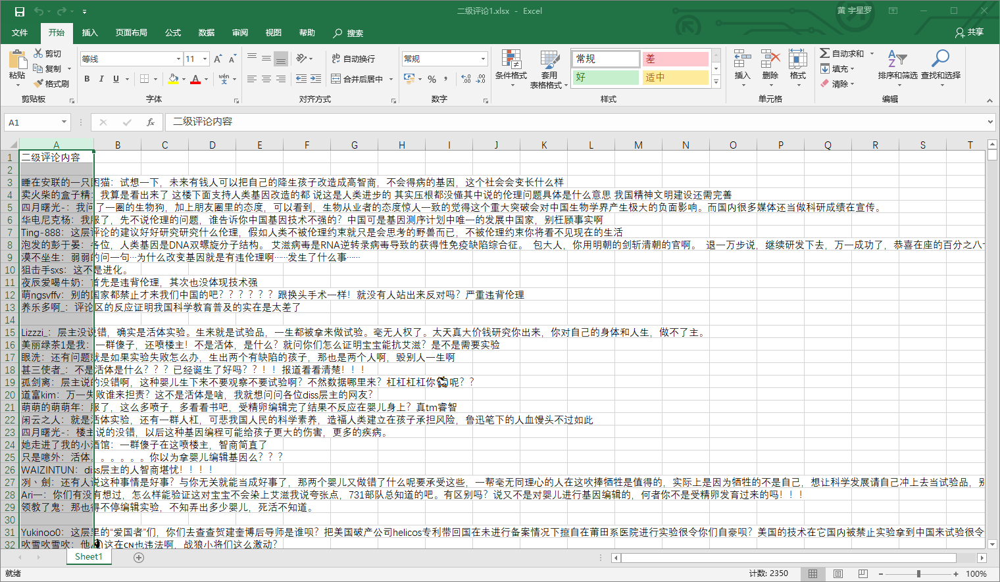 二级评论1.xlsx - Excel
黄 宇星罗
文件 开始 插入 页面布局 公式 数据 审阅 视图 帮助 搜索 共享
粘贴 剪切 复制 格式刷
剪贴板
等线 11
B I U wén 文
字体
自动换行
合并后居中
对齐方式
常规
数字
条件格式 套用 表格格式
常规 差
好 适中
样式
插入 删除 格式
单元格
自动求和
填充
清除
排序和筛选 查找和选择
编辑
A1 fx 二级评论内容
A B C D E F G H I J K L M N O P Q R S T
1 二级评论内容
2
3 睡在安联的一只困猫：试想一下，未来有钱人可以把自己的降生孩子改造成高智商，不会得病的基因，这个社会会变长什么样
4 卖火柴的盒子精：我算是看出来了 这楼下面支持人类基因改造的都 说这是人类进步的 其实压根都没懂其中说的伦理问题具体是什么意思 我国精神文明建设还需完善
5 四月曙光-：我问了一圈的生物狗，加上朋友圈里的态度，可以看到，生物从业者的态度惊人一致的觉得这个重大突破会对中国生物学界产生极大的负面影响。而国内很多媒体还当做科研成绩在宣传。
6 华电尼克杨：我服了，先不说伦理的问题，谁告诉你中国基因技术不强的？中国可是基因测序计划中唯一的发展中国家，别枉顾事实啊
7 Ting-888：这层评论的建议好好研究研究什么伦理，假如人类不被伦理约束就只是会思考的野兽而已，不被伦理约束你将看不见现在的生活
8 泡发的彭于晏：各位，人类基因是DNA双螺旋分子结构。 艾滋病毒是RNA逆转录病毒导致的获得性免疫缺陷综合征。 包大人，你用明朝的剑斩清朝的官啊。 退一万步说，继续研发下去，万一成功了，恭喜在座的百分之八十
9 漠不坐生：弱弱的问一句···为什么改变基因就是有违伦理啊……发生了什么事……
10 狙击手sxs：这不是进化。
11 夜辰爱喝牛奶：首先是违背伦理，其次也没体现技术强
12 萌ngsvffv：别的国家都禁止才来我们中国的吧？？？？？？跟换头手术一样！就没有人站出来反对吗？严重违背伦理
13 养乐多啊_：评论区的反应证明我国科学教育普及的实在是太差了
14
15 Lizzzi_：层主没说错，确实是活体实验。生来就是试验品，一生都被拿来做试验。毫无人权了。太天真大价钱研究你出来，你对自己的身体和人生，做不了主。
16 美丽绿茶1是我：一群傻子，还喷楼主！不是活体，是什么？就问你们怎么证明宝宝能抗艾滋？是不是需要实验
17 眼洗：还有问题就是如果实验失败怎么办，生出两个有缺陷的孩子，那也是两个人啊，毁别人一生啊
18 甚三使者_：不是活体是什么？？？已经诞生了好吗？？！！报道看看清楚！！！
19 孤剑离：层主说的没错啊，这种婴儿生下来不要观察不要试验啊？不然数据哪里来？杠杠杠杠你呢？？
20 道富kim：万一失败谁来担责？这不是活体是啥，我就想问问各位diss层主的网友？
21 萌萌的萌萌年：服了，这么多喷子，多看看书吧，受精卵编辑完了结果不反应在婴儿身上？真tm睿智
22 闲云之人：就是活体实验，还有一群人杠，可悲我国人民的科学素养，造福人类建立在孩子承担风险，鲁迅笔下的人血馒头不过如此
23 四月曙光-：楼主说的没错，以后这种基因编程可能给孩子更大的伤害，更多的疾病。
24 她走进了我的小酒馆：一群傻子在这喷楼主，智商简直了
25 只是噫外：活体。。。。。。你以为拿婴儿编辑基因么？？？
26 WAIZINTUN：diss层主的人智商堪忧！！！！
27 冽、劍：还有人说这种事情是好事？与你无关就能当成好事了，那两个婴儿又做错了什么呢要承受这些，一帮毫无同理心的人在这吹捧牺牲是值得的，实际上是因为牺牲的不是自己，想让科学发展请自己冲上去当试验品，别
28 Ari一：你们有没有想过，怎么样能验证这对宝宝不会染上艾滋我说夸张点，731部队总知道的吧。有区别吗？说又不是对婴儿进行基因编辑的，何者你不是受精卵发育过来的吗！！！
29 领教了鬼：那也得不停编辑实验，不知弄出多少婴儿，死活不知道。
30
31 Yukinoo0：这层里的“爱国者”们，你们去查查贺建奎博后导师是谁呗？把美国破产公司helicos专利带回国在未进行备案情况下擅自在莆田系医院进行实验很令你们自豪呗？美国的技术在它国内被禁止实验拿到中国来试验很令
32 吹雪吹雪吹：他 这在CN也违法啊，战狼小将们这么激动？
Sheet1
就绪 计数: 2350 100%